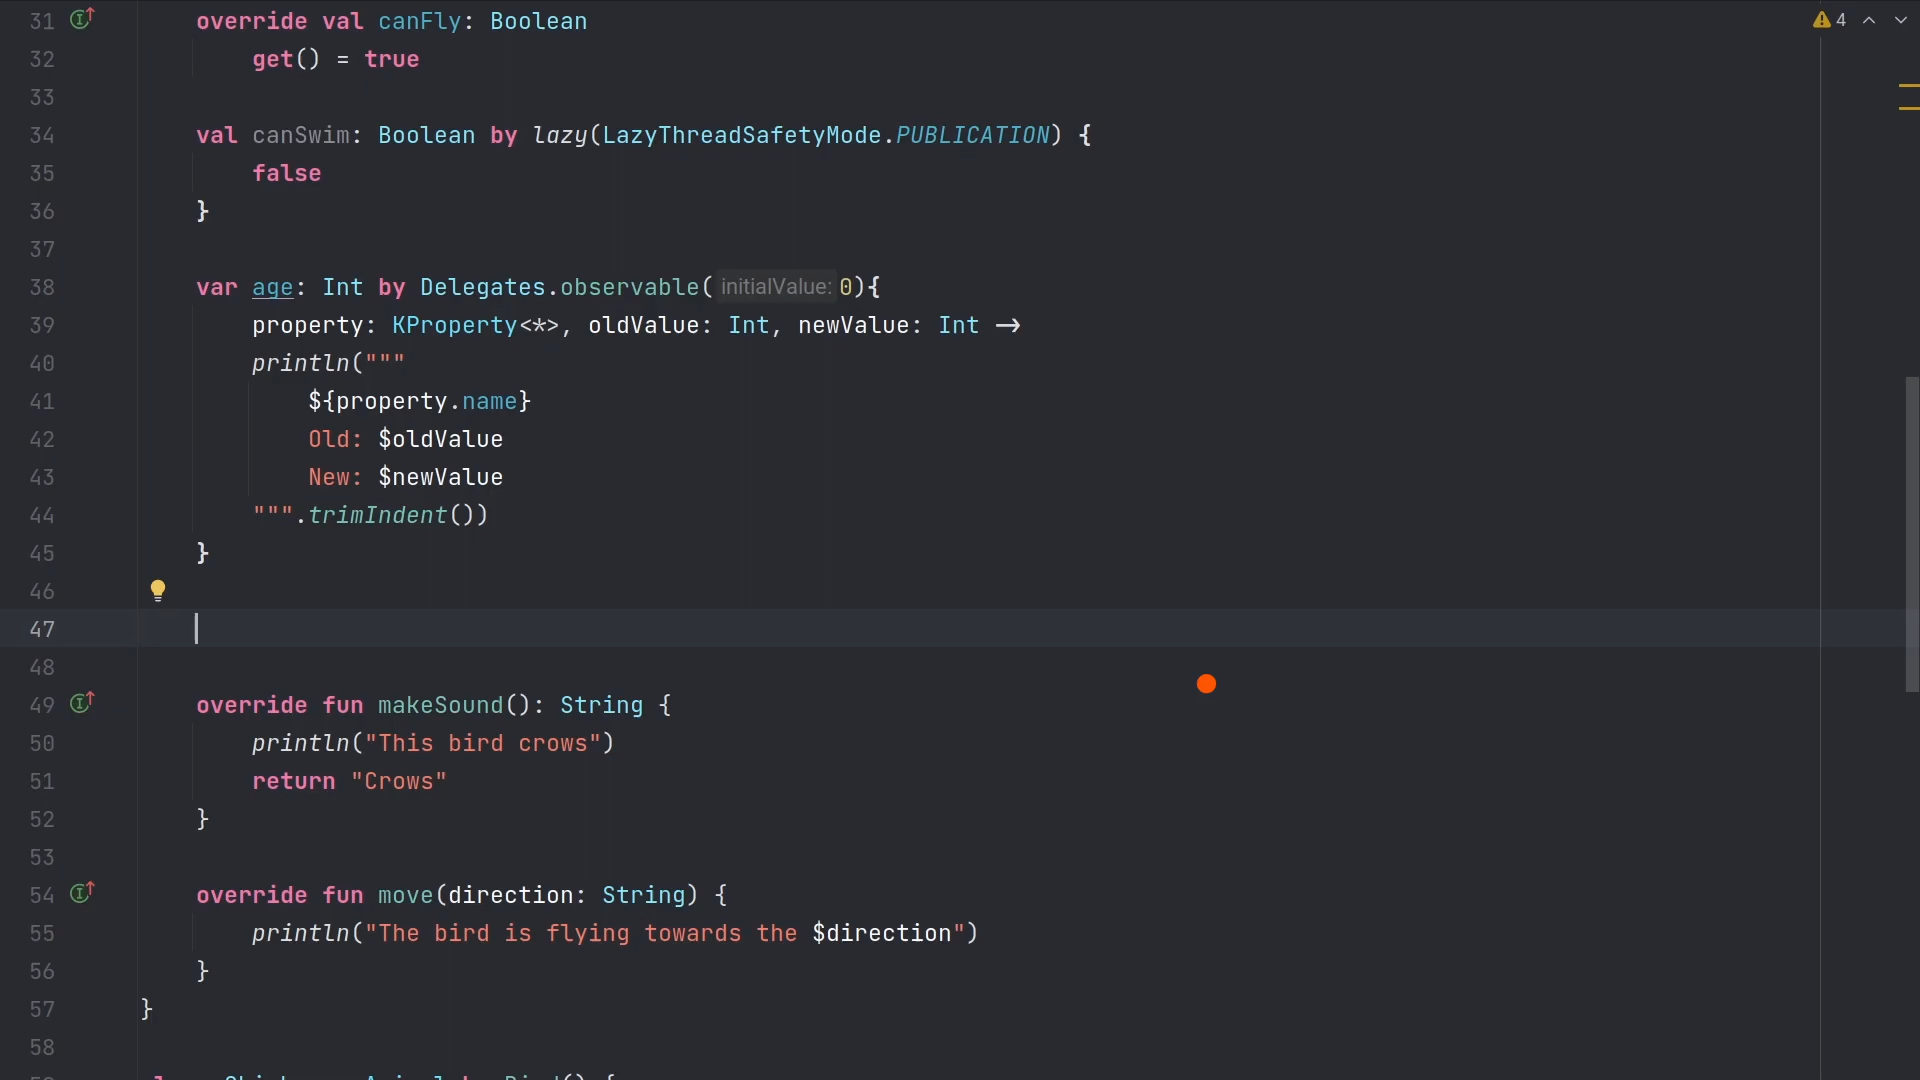 31 override val canFly: Boolean 4
32 get() = true
33
34 val canSwim: Boolean by lazy(LazyThreadSafetyMode.PUBLICATION) {
35 false
36 }
37
38 var age: Int by Delegates.observable( initialValue: 0){
39 property: KProperty<*>, oldValue: Int, newValue: Int →
40 println("""
41 ${property.name}
42 Old: $oldValue
43 New: $newValue
44 """.trimIndent())
45 }
46
47
48
49 override fun makeSound(): String {
50 println("This bird crows")
51 return "Crows"
52 }
53
54 override fun move(direction: String) {
55 println("The bird is flying towards the $direction")
56 }
57 }
58